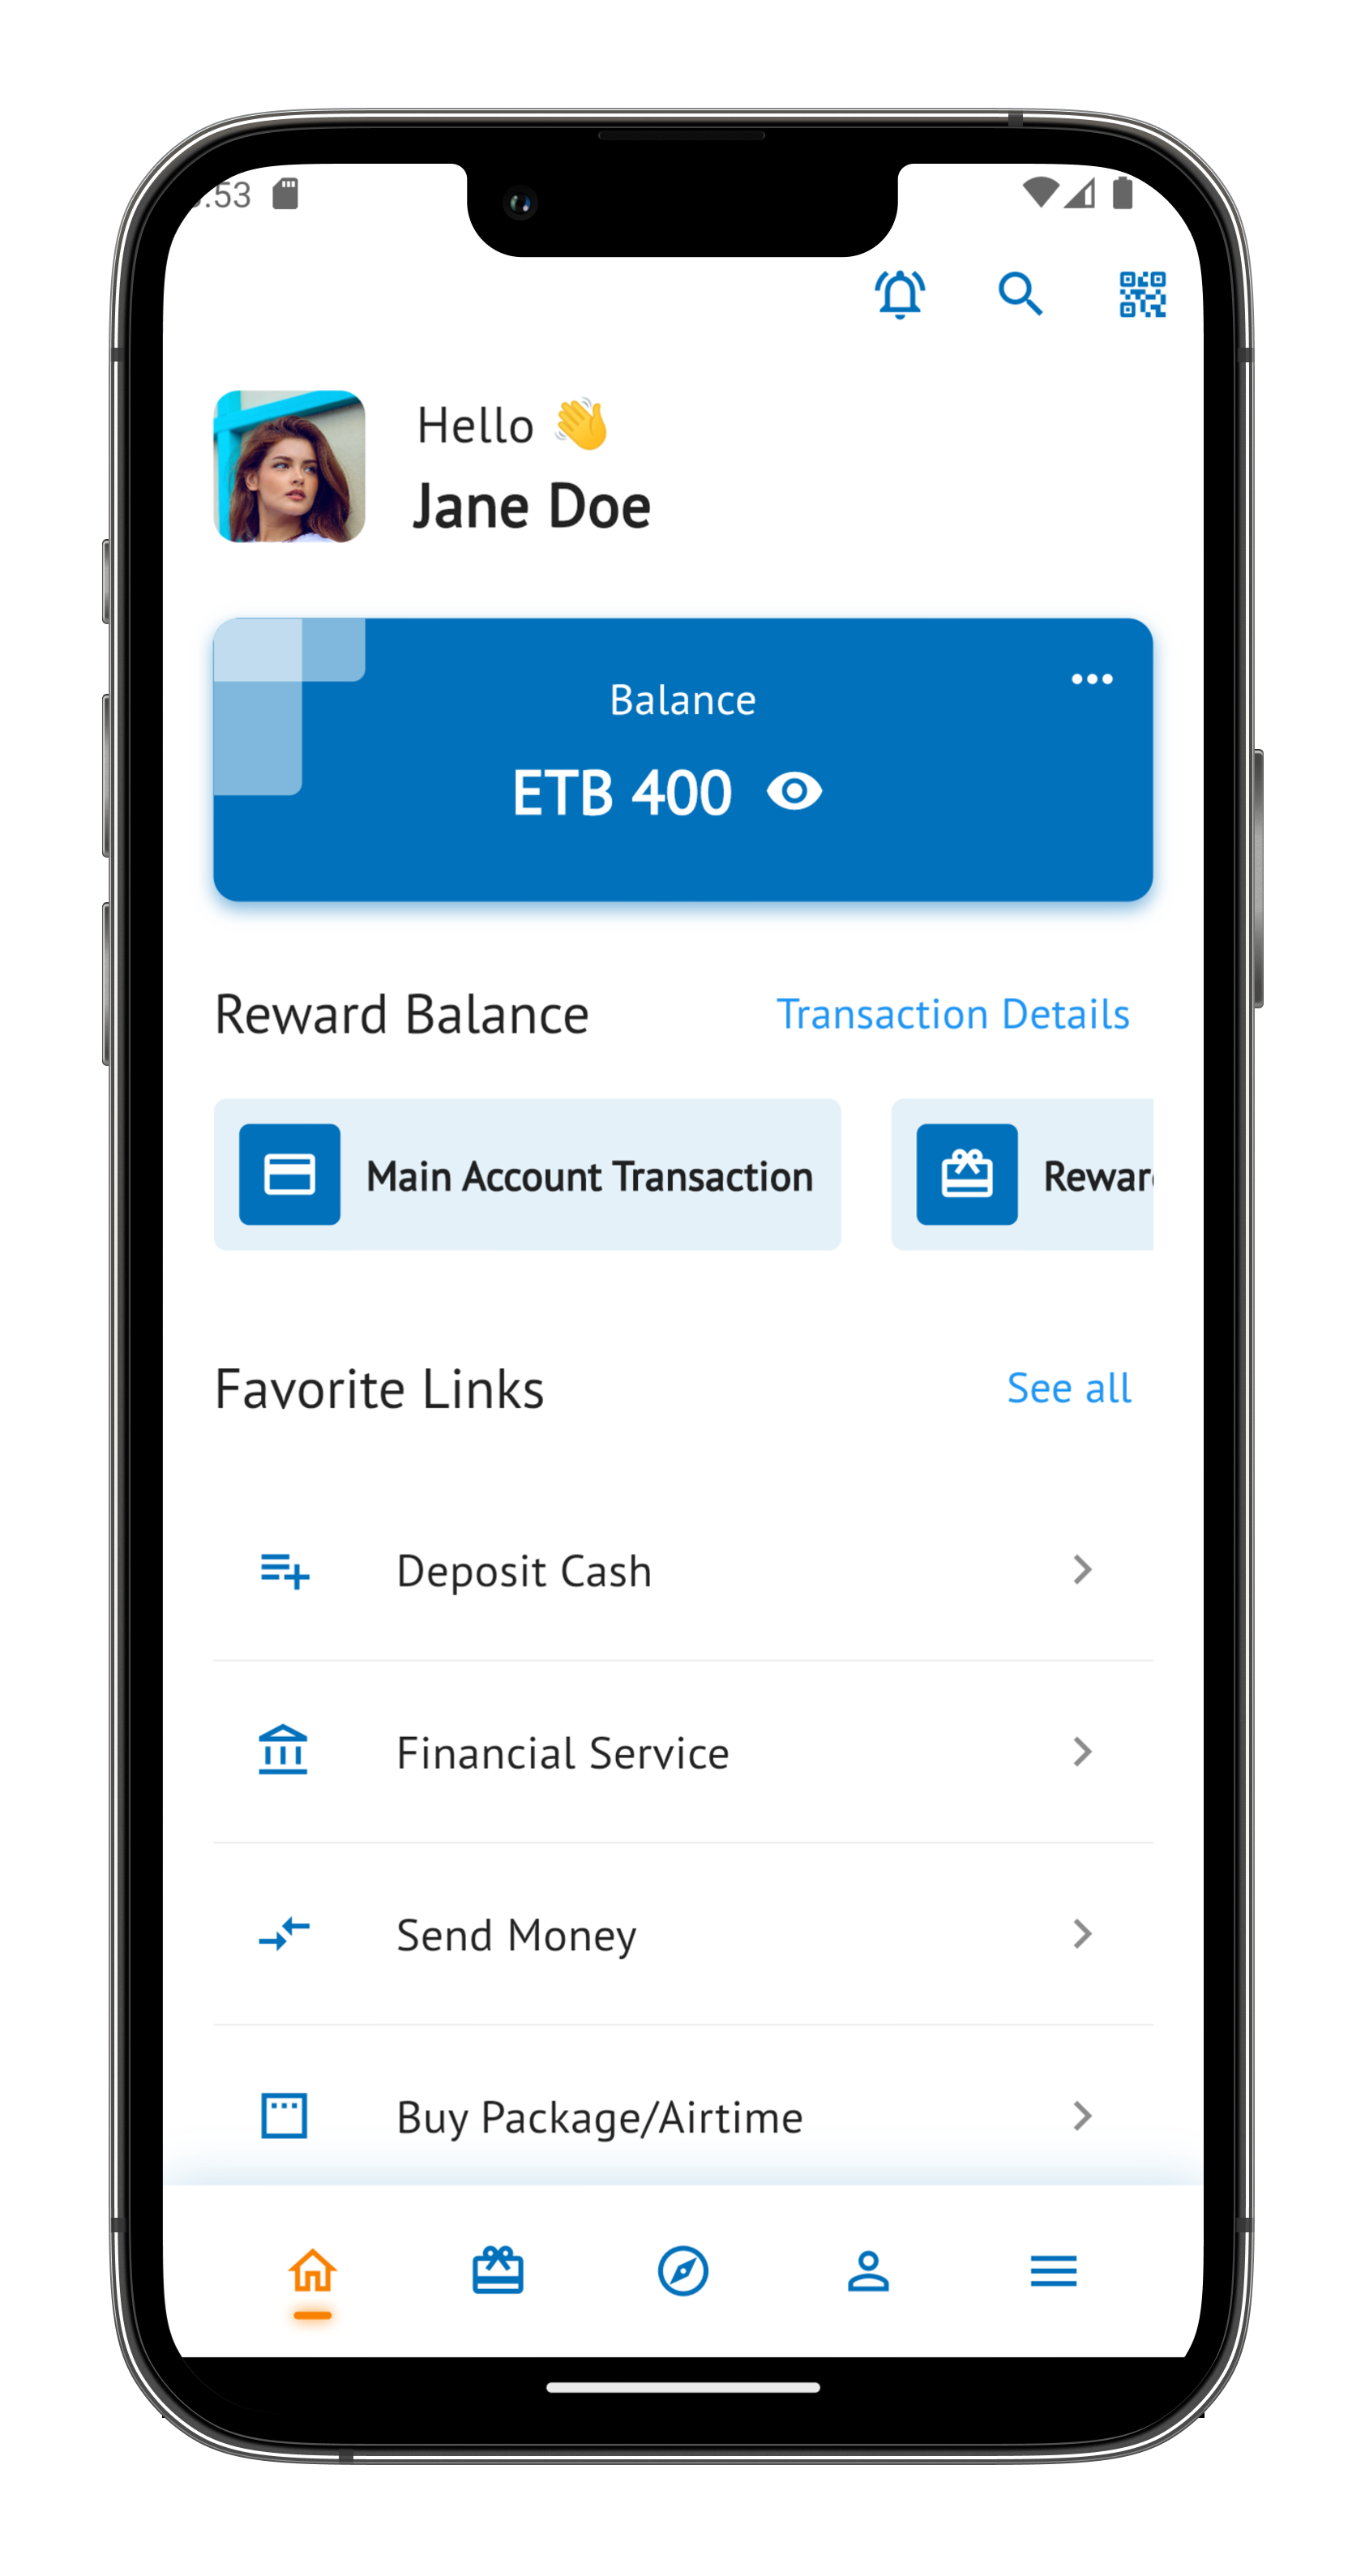 :53
Hello 👋
Jane Doe
Balance
ETB 400
Reward Balance
Transaction Details
Main Account Transaction
Favorite Links
See all
Deposit Cash
Financial Service
Send Money
Buy Package/Airtime